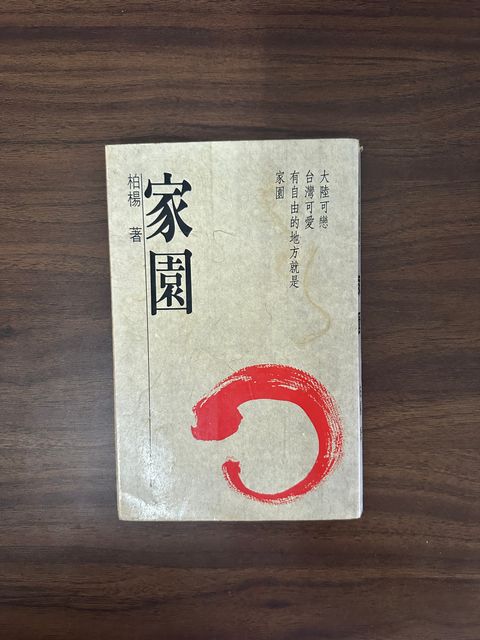 大陸可戀
台灣可愛
有自由的地方就是
家園
家園
柏楊 著